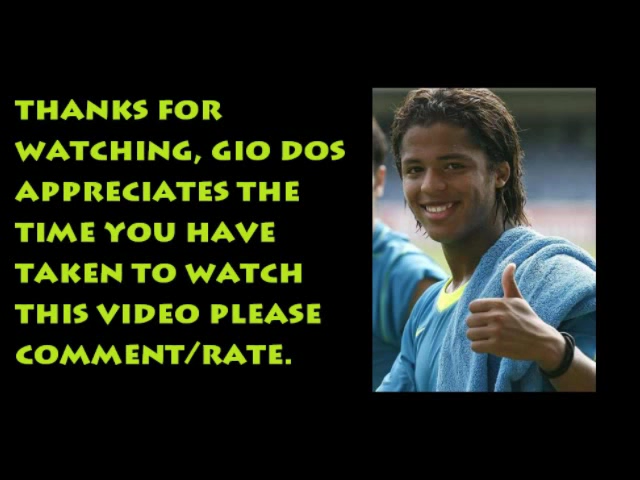 THANKS FOR
WATCHING, GIO DOS
APPRECIATES THE
TIME YOU HAVE
TAKEN TO WATCH
THIS VIDEO PLEASE
COMMENT/RATE.